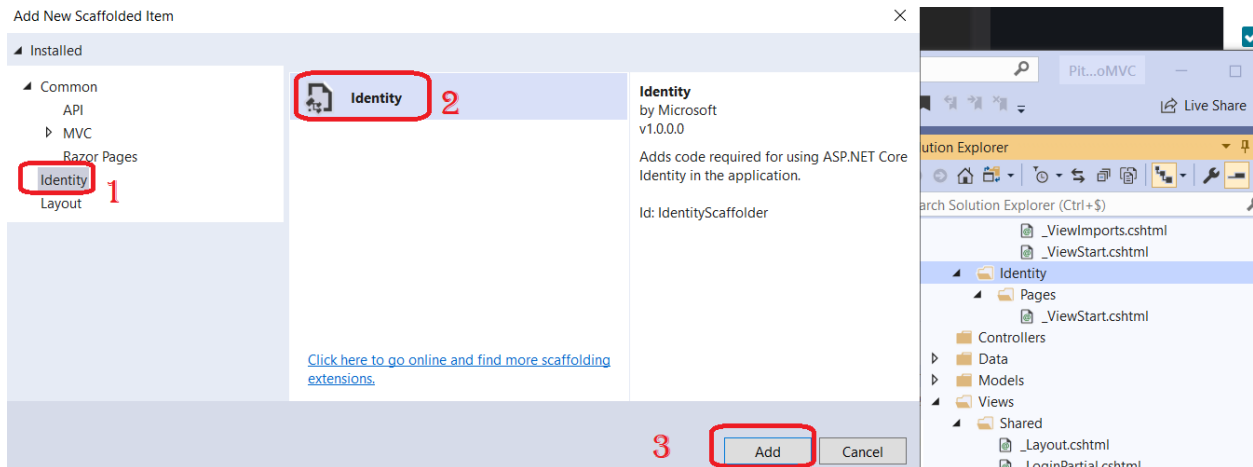 Add New Scaffolded Item
Installed
Common
API
MVC
Razor Pages
Identity
Layout
1
Identity
2
Click here to go online and find more scaffolding
extensions.
Identity
by Microsoft
v1.0.0.0
Adds code required for using ASP.NET Core
Identity in the application.
Id: IdentityScaffolder
3
Add
Cancel
Pit...oMVC
Live Share
ution Explorer
arch Solution Explorer (Ctrl+$)
_ViewImports.cshtml
_ViewStart.cshtml
Identity
Pages
_ViewStart.cshtml
Controllers
Data
Models
Views
Shared
_Layout.cshtml
_LoginPartial.cshtml